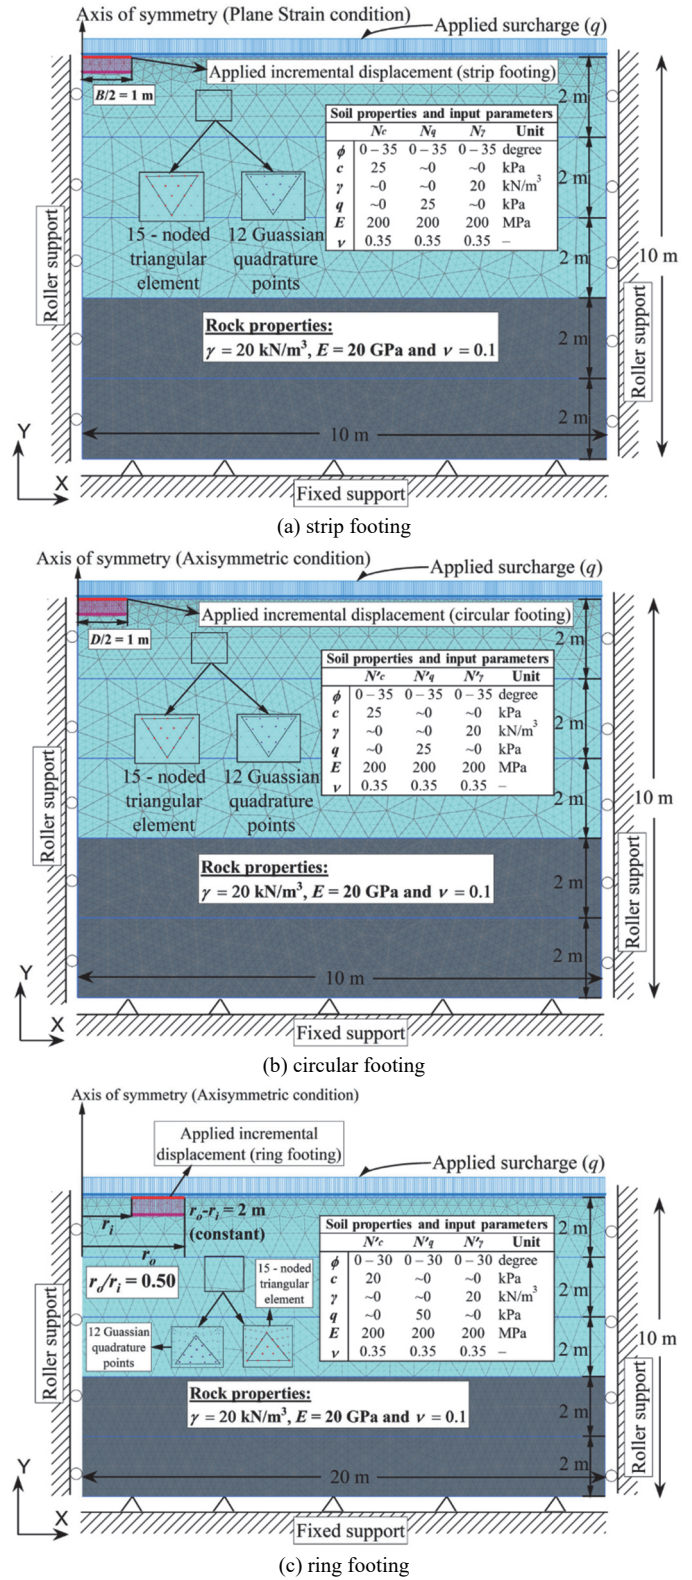 Axis of symmetry (Plane Strain condition)
Applied surcharge (q)
Applied incremental displacement (strip footing)
B/2 = 1 m
2 m
Soil properties and input parameters
Nc Nq Nγ Unit
ϕ 0 – 35 0 – 35 0 – 35 degree
c 25 ~0 ~0 kPa
γ ~0 ~0 20 kN/m³
q ~0 25 ~0 kPa
E 200 200 200 MPa
ν 0.35 0.35 0.35 –
2 m
15 - noded
triangular
element
12 Guassian
quadrature
points
2 m
10 m
Roller support
Roller support
Rock properties:
γ = 20 kN/m³, E = 20 GPa and ν = 0.1
2 m
2 m
10 m
Y
X
Fixed support
(a) strip footing
Axis of symmetry (Axisymmetric condition)
Applied surcharge (q)
Applied incremental displacement (circular footing)
D/2 = 1 m
2 m
Soil properties and input parameters
N'c N'q N'γ Unit
ϕ 0 – 35 0 – 35 0 – 35 degree
c 25 ~0 ~0 kPa
γ ~0 ~0 20 kN/m³
q ~0 25 ~0 kPa
E 200 200 200 MPa
ν 0.35 0.35 0.35 –
2 m
15 - noded
triangular
element
12 Guassian
quadrature
points
2 m
10 m
Roller support
Roller support
Rock properties:
γ = 20 kN/m³, E = 20 GPa and ν = 0.1
2 m
2 m
10 m
Y
X
Fixed support
(b) circular footing
Axis of symmetry (Axisymmetric condition)
Applied incremental
displacement (ring footing)
Applied surcharge (q)
ri
ro-ri = 2 m
(constant)
ro
ro/ri = 0.50
2 m
Soil properties and input parameters
N'c N'q N'γ Unit
ϕ 0 – 30 0 – 30 0 – 30 degree
c 20 ~0 ~0 kPa
γ ~0 ~0 20 kN/m³
q ~0 50 ~0 kPa
E 200 200 200 MPa
ν 0.35 0.35 0.35 –
15 - noded
triangular
element
12 Guassian
quadrature
points
2 m
2 m
10 m
Roller support
Roller support
Rock properties:
γ = 20 kN/m³, E = 20 GPa and ν = 0.1
2 m
2 m
20 m
Y
X
Fixed support
(c) ring footing